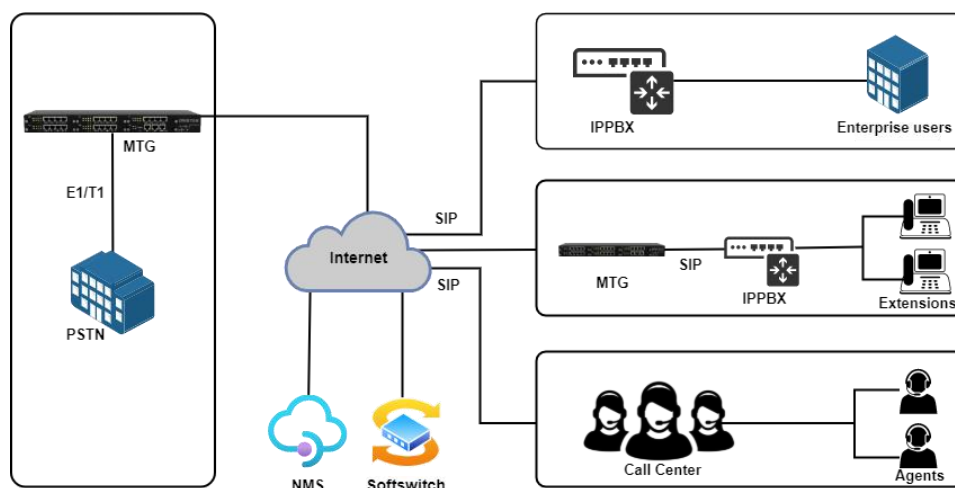 MTG
E1/T1
PSTN
Internet
SIP
SIP
NMS
Softswitch
IPPBX
Enterprise users
MTG
SIP
IPPBX
Extensions
Call Center
Agents